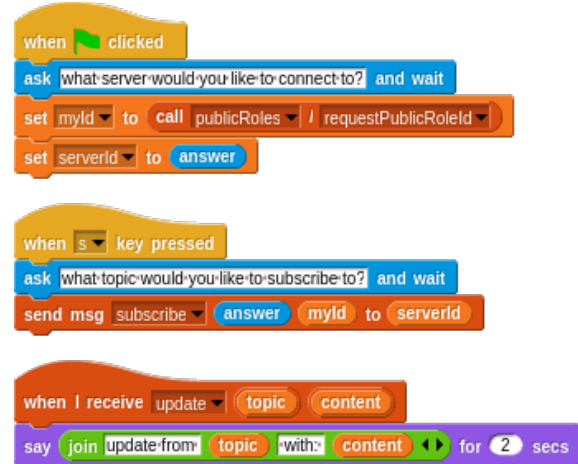 when clicked
ask what server would you like to connect to? and wait
set myId to call publicRoles / requestPublicRoleId
set serverId to answer
when s key pressed
ask what topic would you like to subscribe to? and wait
send msg subscribe answer myId to serverId
when I receive update topic content
say join update from topic with: content for 2 secs